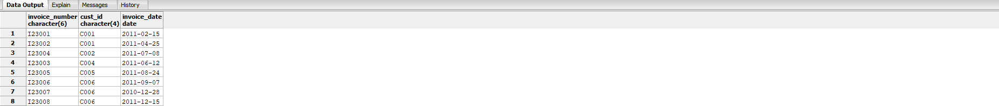 Data Output Explain Messages History
invoice_number cust_id invoice_date
character(6) character(4) date
1 I23001 C001 2011-02-15
2 I23002 C001 2011-04-25
3 I23004 C002 2011-07-08
4 I23003 C004 2011-06-12
5 I23005 C005 2011-08-24
6 I23006 C006 2011-09-07
7 I23007 C006 2010-12-28
8 I23008 C006 2011-12-15